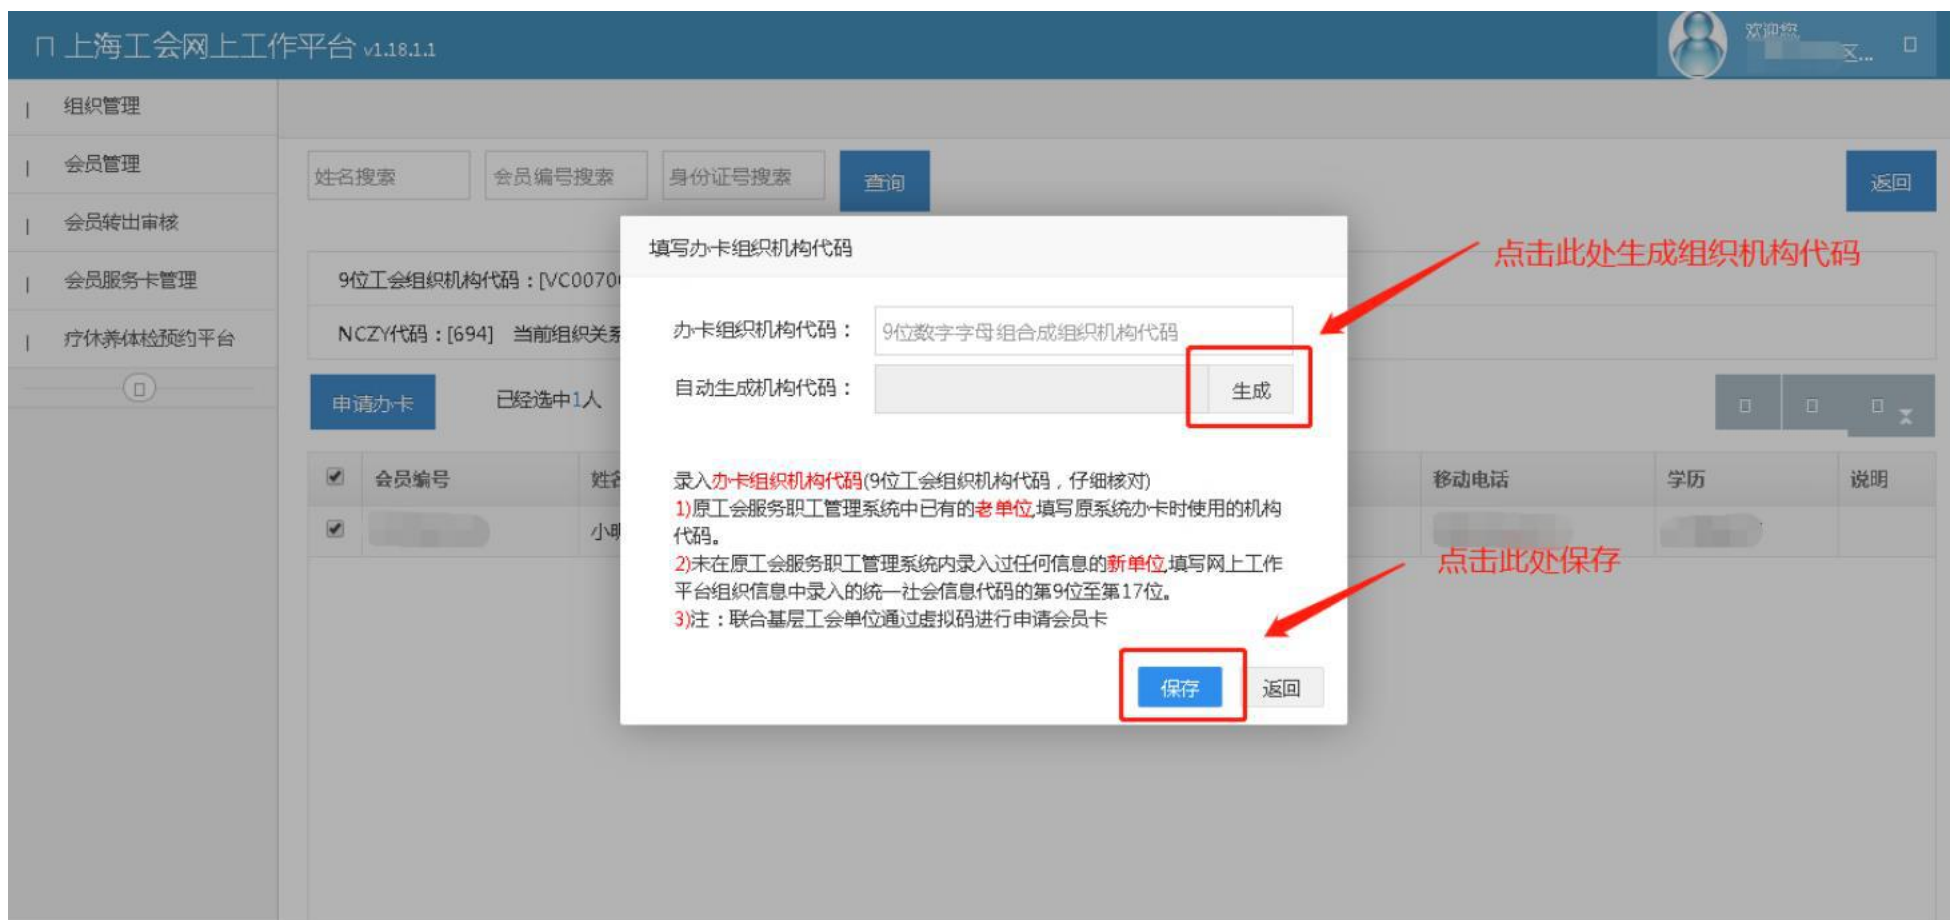 上海工会网上工作平台 v1.18.1.1
欢迎您
区...
组织管理
会员管理
会员转出审核
会员服务卡管理
疗休养体检预约平台
姓名搜索
会员编号搜索
身份证号搜索
查询
返回
9位工会组织机构代码：[VC0070
NCZY代码：[694] 当前组织关系
申请办卡
已经选中1人
会员编号
姓名
移动电话
学历
说明
小明
填写办卡组织机构代码
办卡组织机构代码：
9位数字字母组合成组织机构代码
自动生成机构代码：
生成
录入办卡组织机构代码(9位工会组织机构代码，仔细核对)
1)原工会服务职工管理系统中已有的老单位,填写原系统办卡时使用的机构
代码。
2)未在原工会服务职工管理系统内录入过任何信息的新单位,填写网上工作
平台组织信息中录入的统一社会信息代码的第9位至第17位。
3)注：联合基层工会单位通过虚拟码进行申请会员卡
保存
返回
点击此处生成组织机构代码
点击此处保存